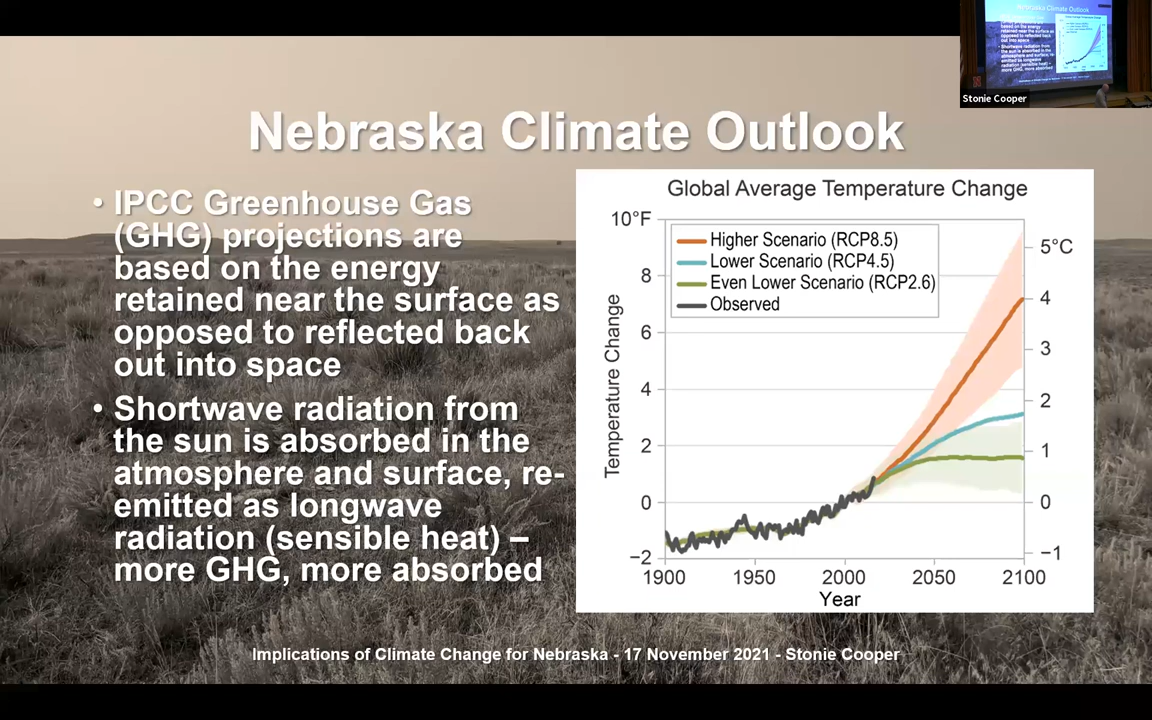 Nebraska Climate Outlook
Stonie Cooper
• IPCC Greenhouse Gas
(GHG) projections are
based on the energy
retained near the surface as
opposed to reflected back
out into space
• Shortwave radiation from
the sun is absorbed in the
atmosphere and surface, re-
emitted as longwave
radiation (sensible heat) –
more GHG, more absorbed
Global Average Temperature Change
10°F
8
6
4
2
0
−2
Temperature Change
Higher Scenario (RCP8.5)
Lower Scenario (RCP4.5)
Even Lower Scenario (RCP2.6)
Observed
5°C
4
3
2
1
0
−1
1900 1950 2000 2050 2100
Year
Implications of Climate Change for Nebraska - 17 November 2021 - Stonie Cooper